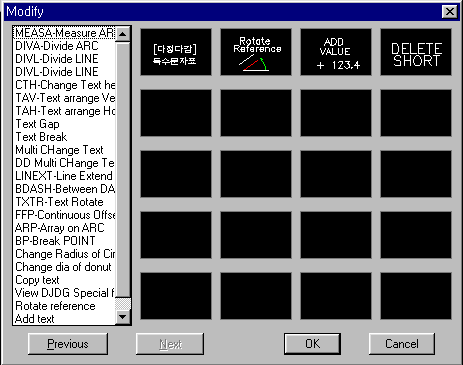 Modify
MEASA-Measure AR
DIVA-Divide ARC
DIVL-Divide LINE
DIVL-Divide LINE
CTH-Change Text he
TAV-Text arrange Ve
TAH-Text arrange Ho
Text Gap
Text Break
Multi CHange Text
DD Multi CHange Te
LINEXT-Line Extend
BDASH-Between DA
TXTR-Text Rotate
FFP-Continuous Offse
ARP-Array on ARC
BP-Break POINT
Change Radius of Cir
Change dia of donut
Copy text
View DJDG Special f
Rotate reference
Add text
[다정다감]
특수문자표
Rotate
Reference
ADD
VALUE
+ 123.4
DELETE
SHORT
Previous
Next
OK
Cancel